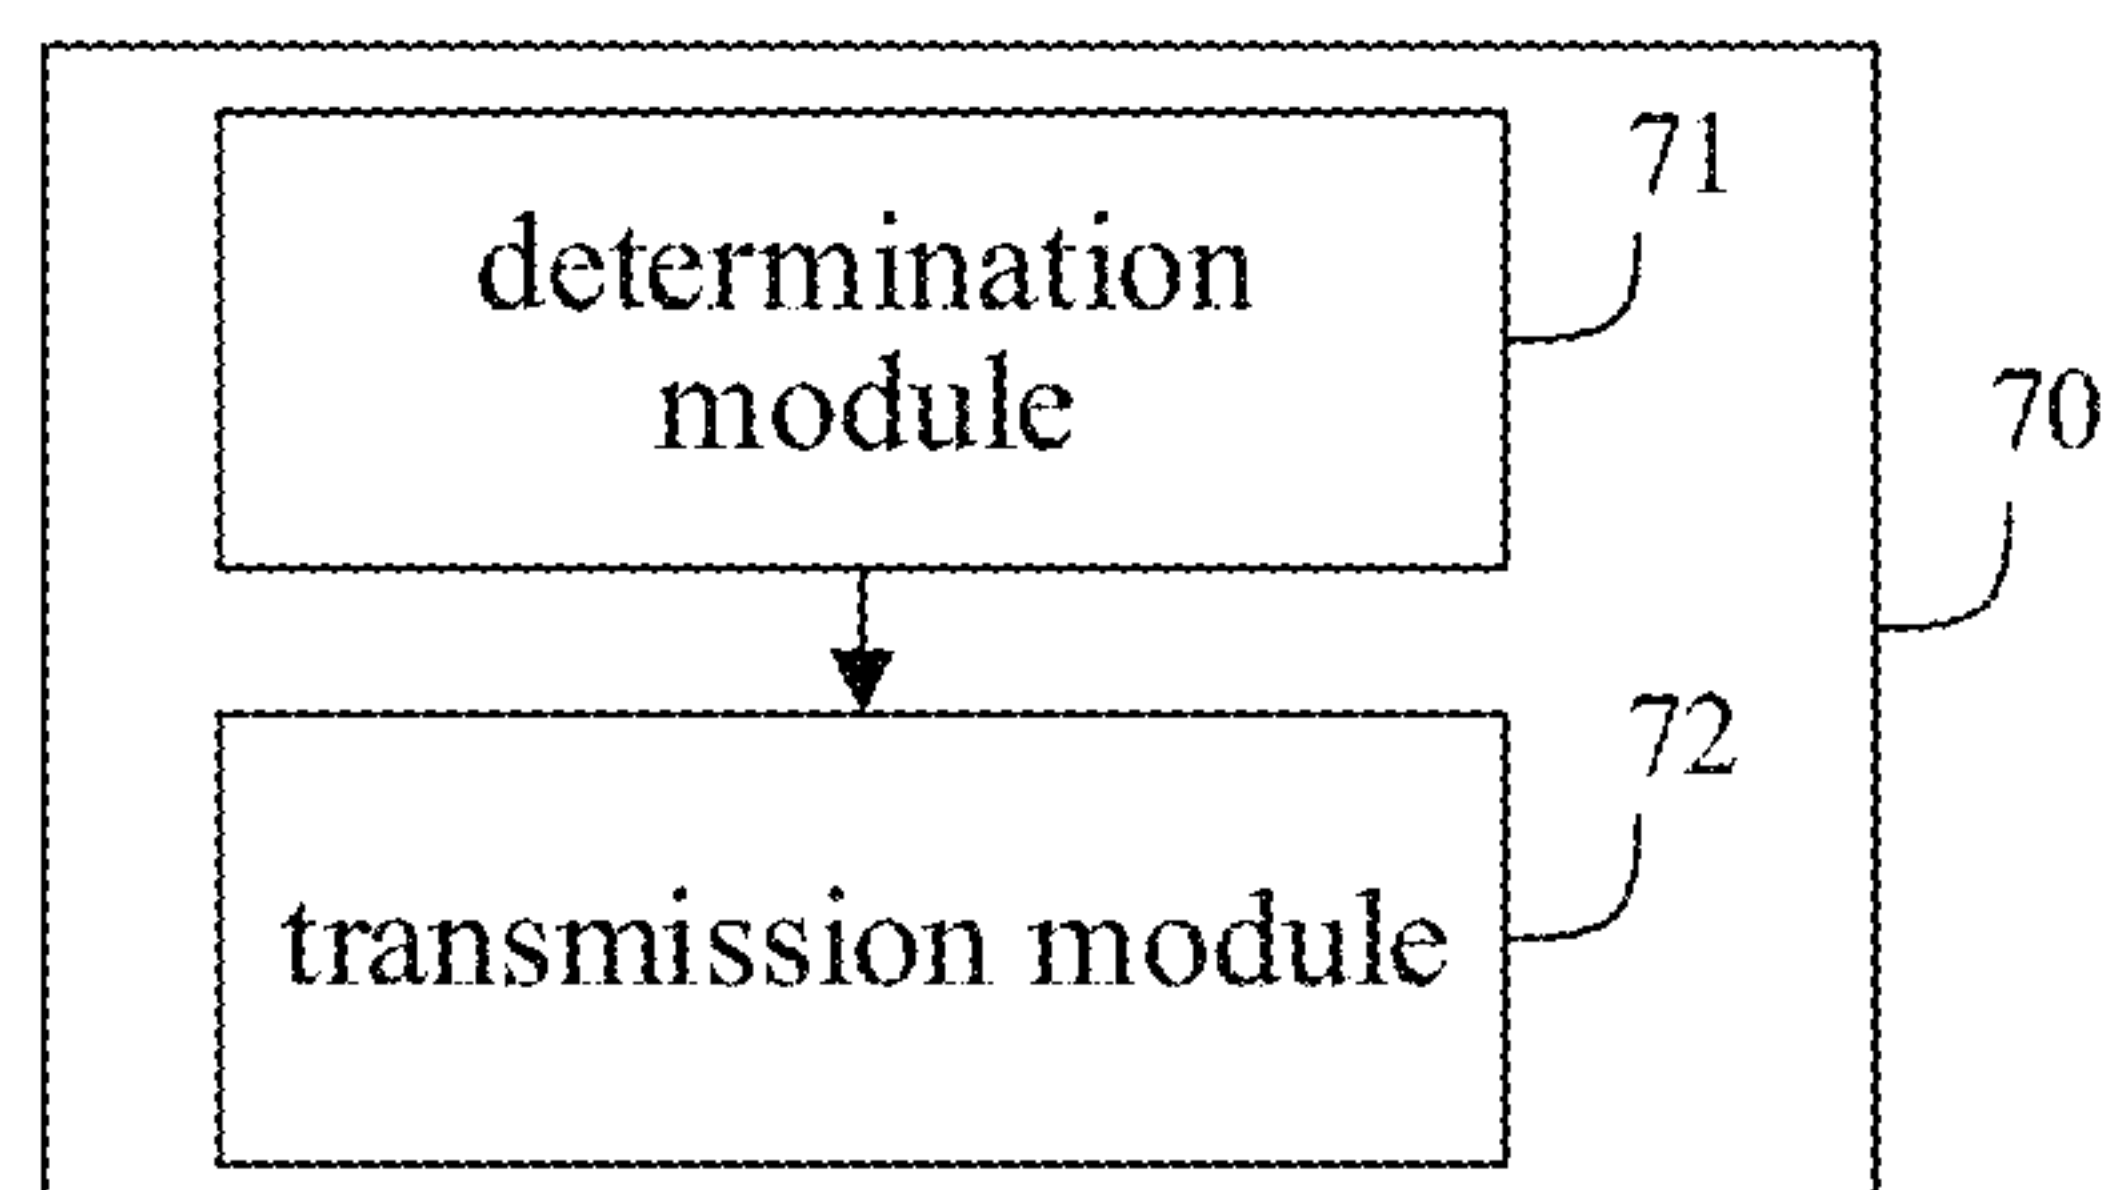 71
determination
module
70
72
transmission module